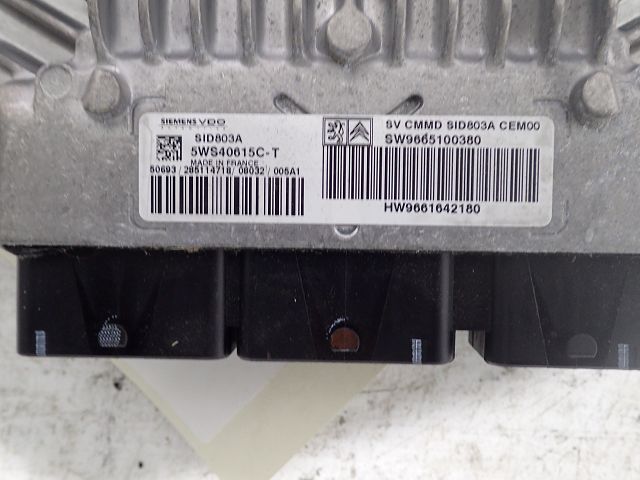 SIEMENS VDO
SID803A
5WS40615C-T
MADE IN FRANCE
50693 / 285114718 / 08032 / 005A1
SV CMMD SID803A CEM00
SW9665100380
HW9661642180